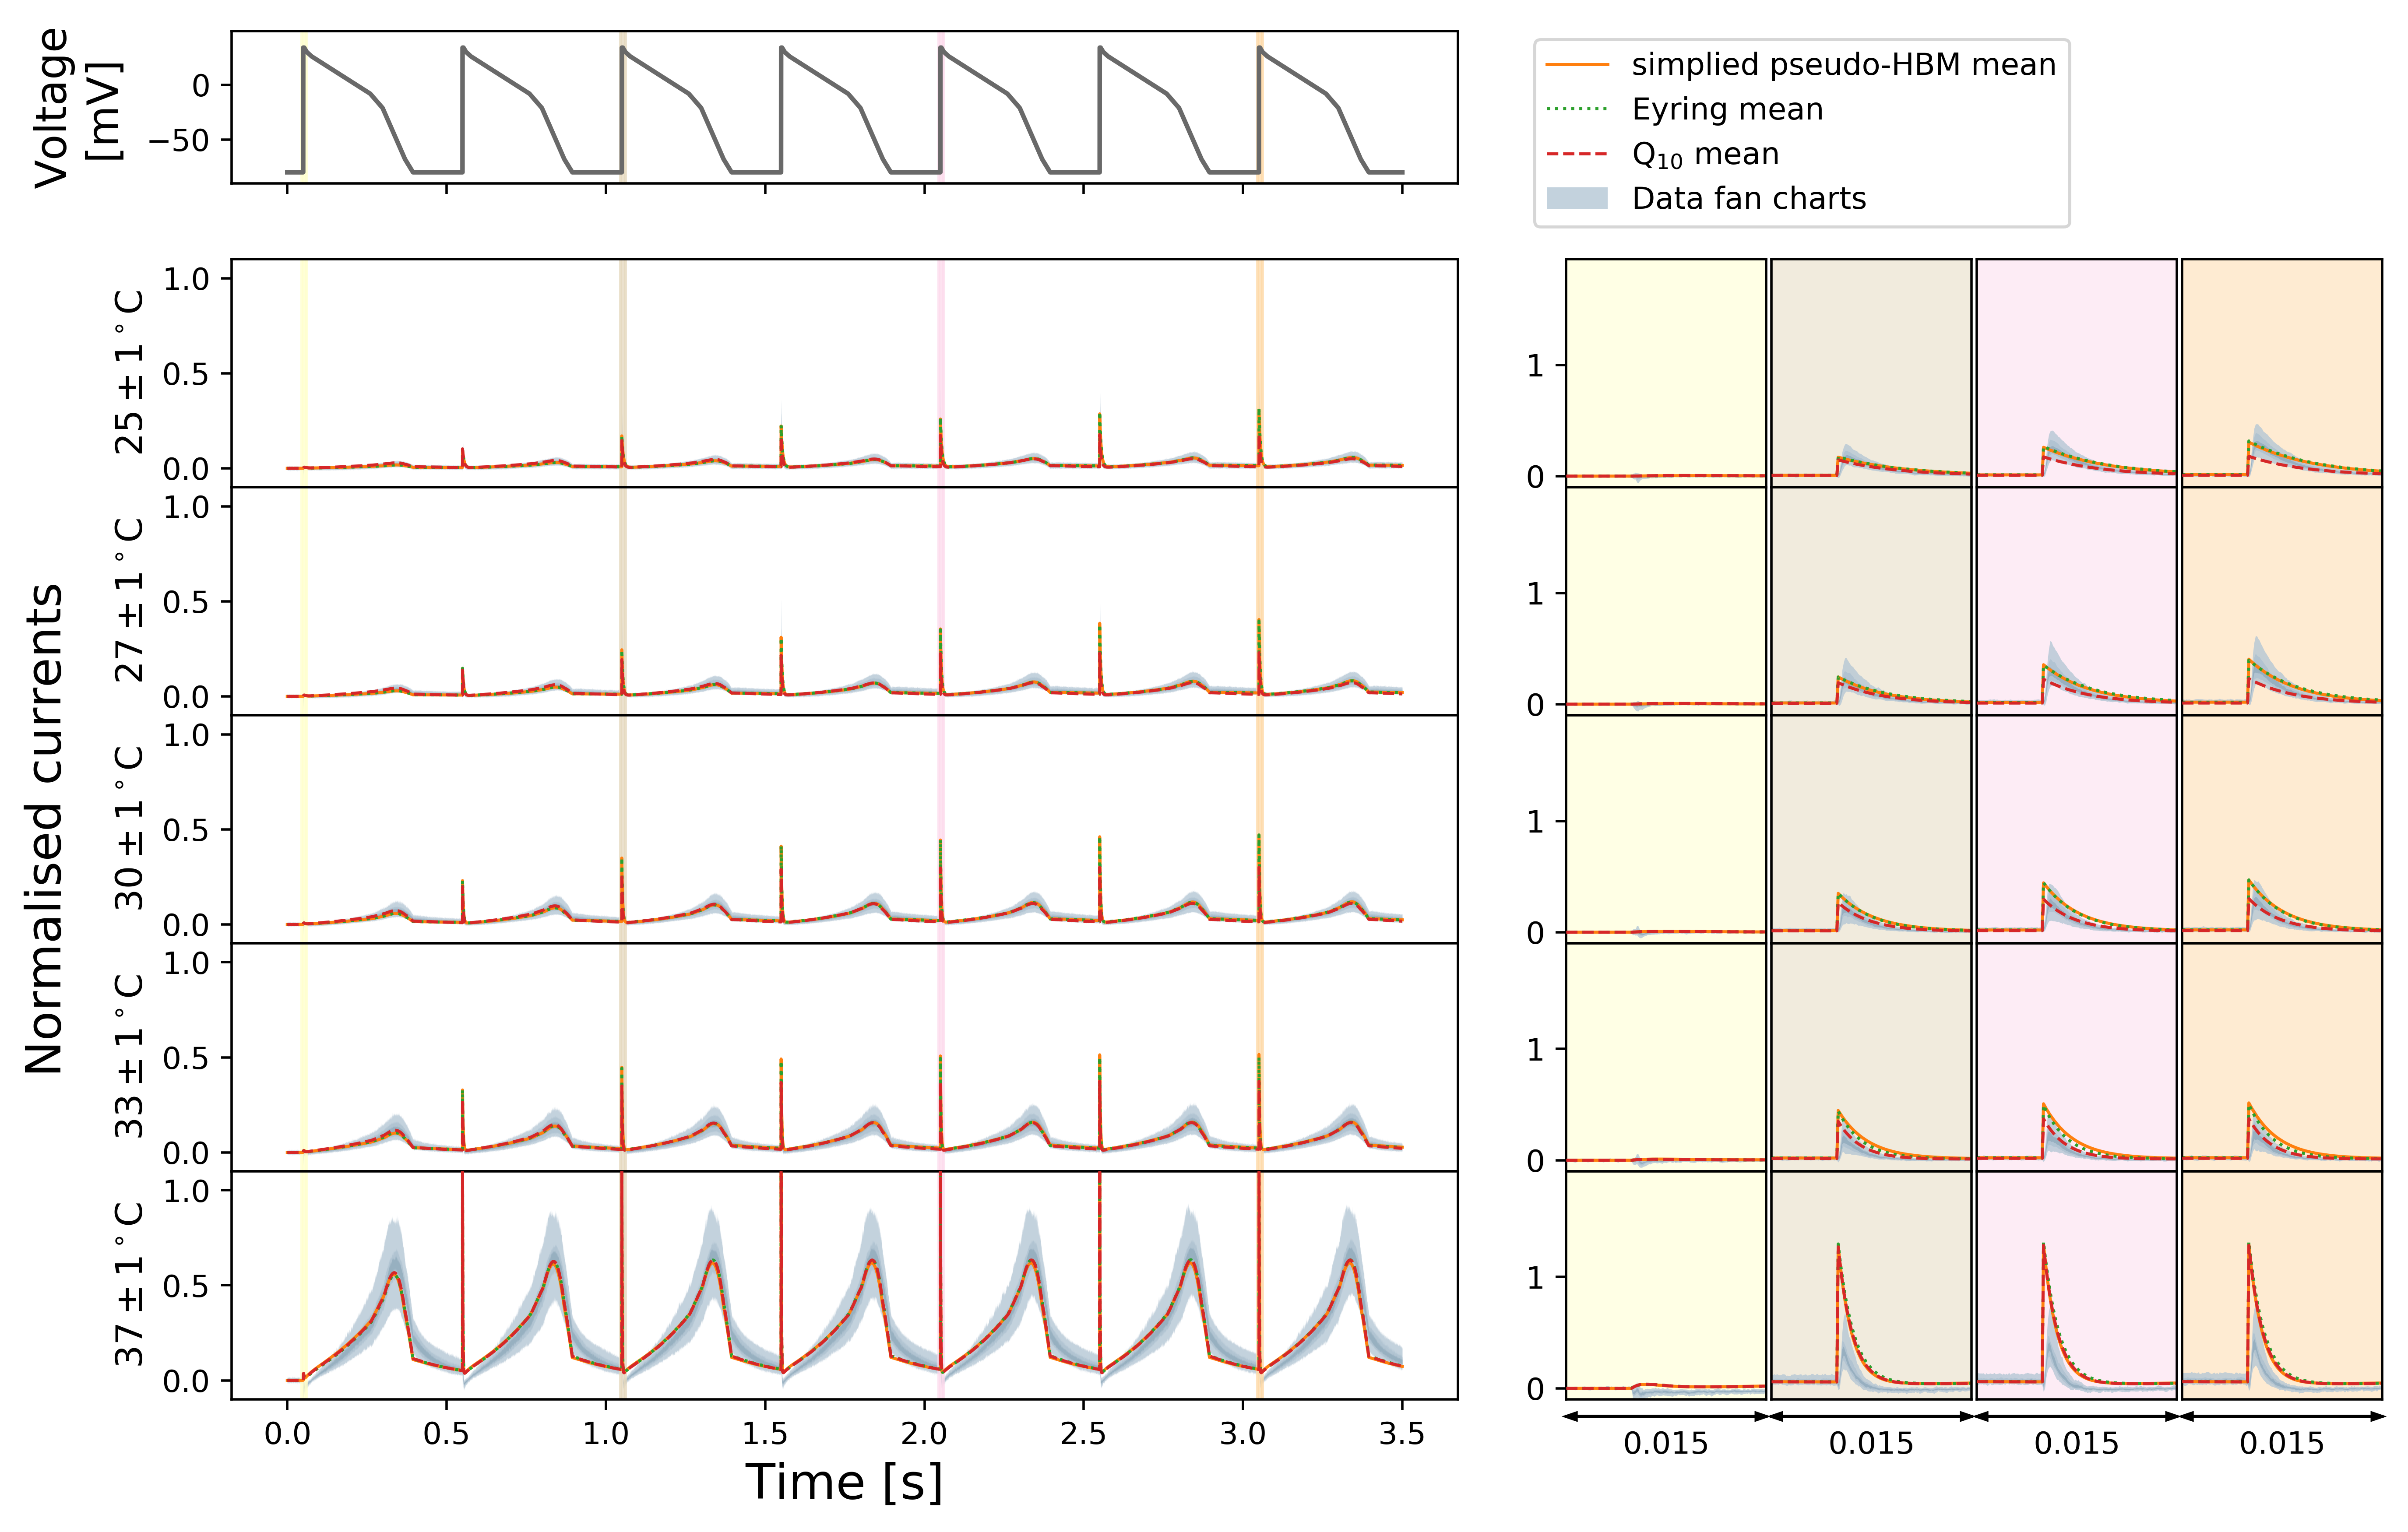 Voltage
[mV]
0
−50
simplied pseudo-HBM mean
Eyring mean
Q10 mean
Data fan charts
Normalised currents
25 ± 1°C
1.0
0.5
0.0
1
0
27 ± 1°C
1.0
0.5
0.0
1
0
30 ± 1°C
1.0
0.5
0.0
1
0
33 ± 1°C
1.0
0.5
0.0
1
0
37 ± 1°C
1.0
0.5
0.0
1
0
0.0 0.5 1.0 1.5 2.0 2.5 3.0 3.5
0.015 0.015 0.015 0.015
Time [s]